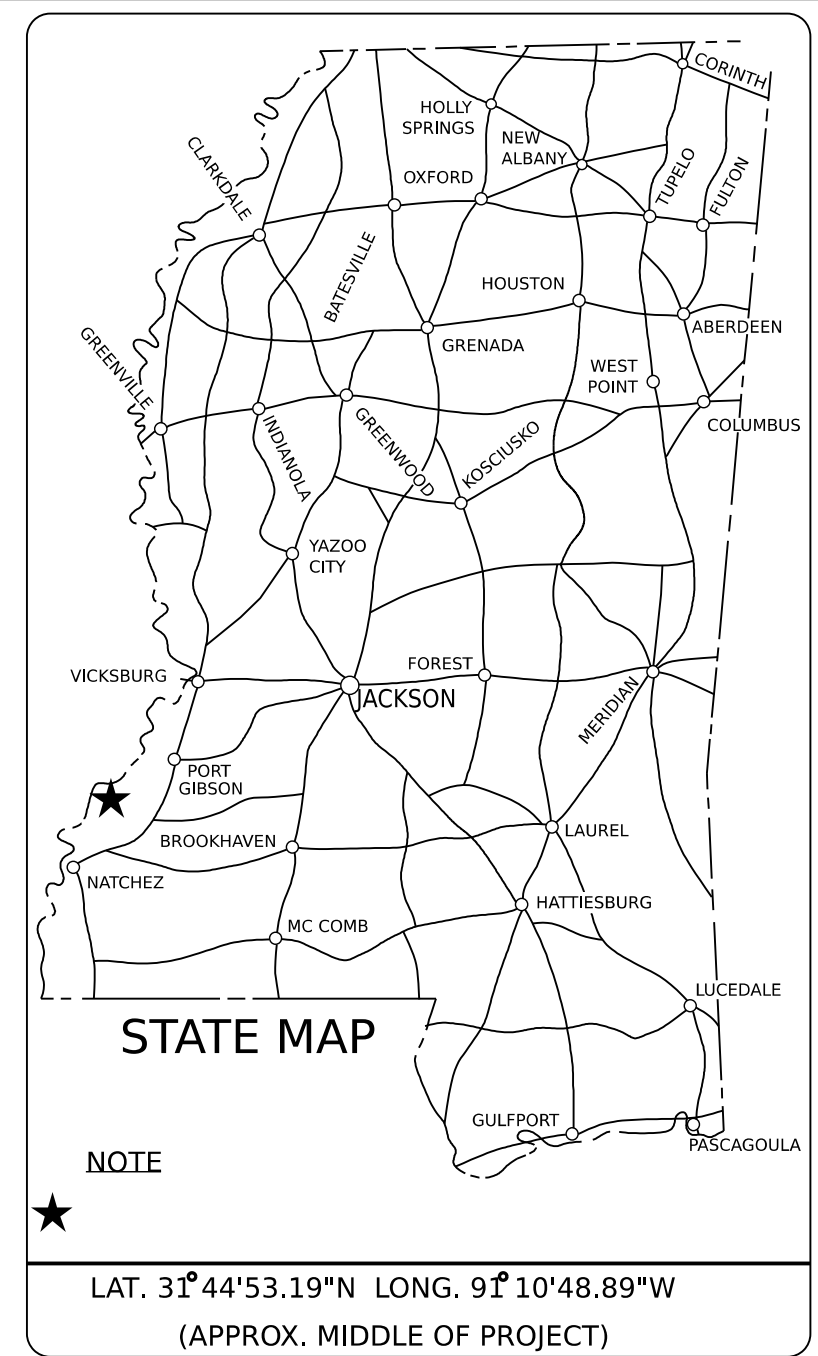 CORINTH
HOLLY
SPRINGS
NEW
ALBANY
CLARKDALE
OXFORD
TUPELO
FULTON
BATESVILLE
HOUSTON
ABERDEEN
GREENVILLE
GRENADA
WEST
POINT
COLUMBUS
INDIANOLA
GREENWOOD
KOSCIUSKO
YAZOO
CITY
VICKSBURG
FOREST
JACKSON
MERIDIAN
PORT
GIBSON
BROOKHAVEN
LAUREL
NATCHEZ
HATTIESBURG
MC COMB
LUCEDALE
STATE MAP
GULFPORT
PASCAGOULA
NOTE
LAT. 31°44'53.19"N LONG. 91°10'48.89"W
(APPROX. MIDDLE OF PROJECT)